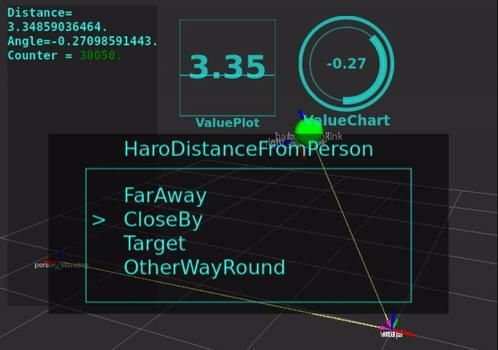 Distance=
3.34859036464.
Angle=-0.27098591443.
Counter = 30050.
3.35
-0.27
ValuePlot
ValueChart
HaroDistanceFromPerson
FarAway
> CloseBy
Target
OtherWayRound